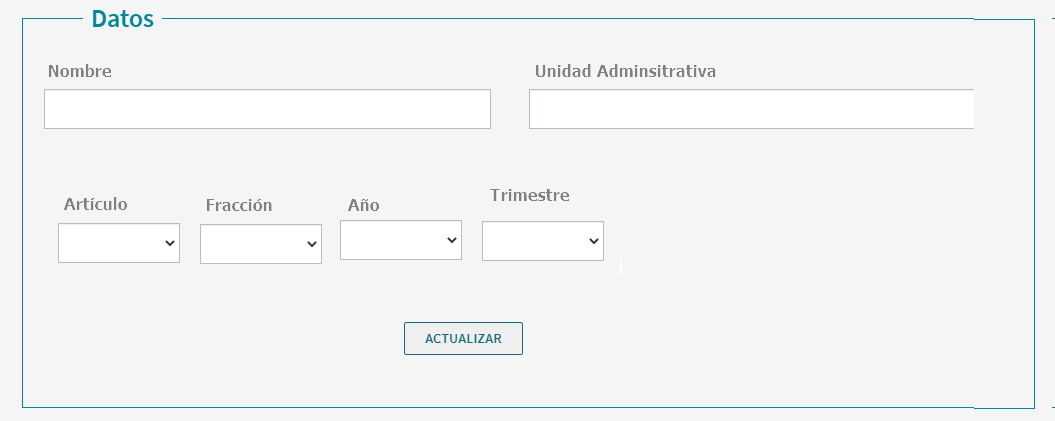 Datos
Nombre
Unidad Adminsitrativa
Artículo
Fracción
Año
Trimestre
ACTUALIZAR